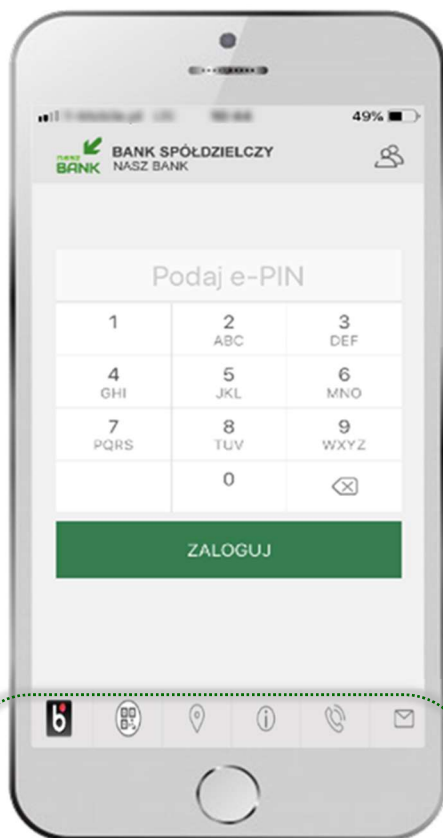 49%
nasz BANK
BANK SPÓŁDZIELCZY
NASZ BANK
Podaj e-PIN
1 2 3
ABC DEF
4 5 6
GHI JKL MNO
7 8 9
PQRS TUV WXYZ
0
ZALOGUJ
b